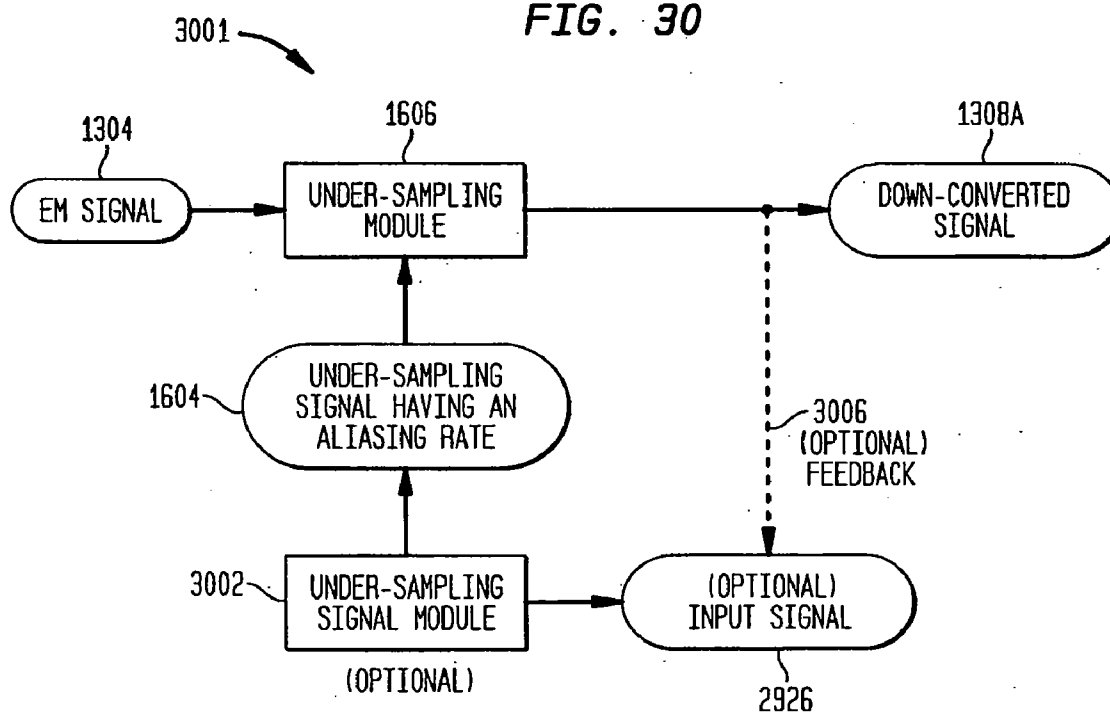 FIG. 30
3001
1304
1606
1308A
EM SIGNAL
UNDER-SAMPLING
MODULE
DOWN-CONVERTED
SIGNAL
1604
UNDER-SAMPLING
SIGNAL HAVING AN
ALIASING RATE
3006
(OPTIONAL)
FEEDBACK
3002
UNDER-SAMPLING
SIGNAL MODULE
(OPTIONAL)
(OPTIONAL)
INPUT SIGNAL
2926